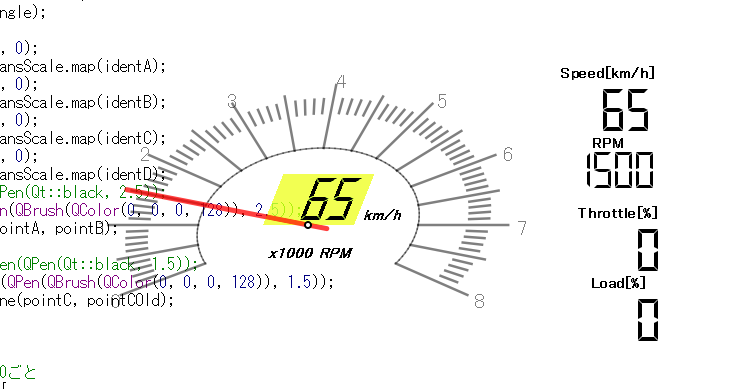 ngle);
, 0);
ansScale.map(identA);
, 0);
ansScale.map(identB);
, 0);
ansScale.map(identC);
, 0);
ansScale.map(identD);
Pen(Qt::black, 2.5));
n(QBrush(QColor(0, 0, 0, 128)), 2.5));
ointA, pointB);
en(QPen(Qt::black, 1.5));
(QPen(QBrush(QColor(0, 0, 0, 128)), 1.5));
ne(pointC, pointCOld);
0ごと
[
2
3
4
5
6
7
8
65
km/h
x1000 RPM
Speed[km/h]
65
RPM
1500
Throttle[%]
0
Load[%]
0